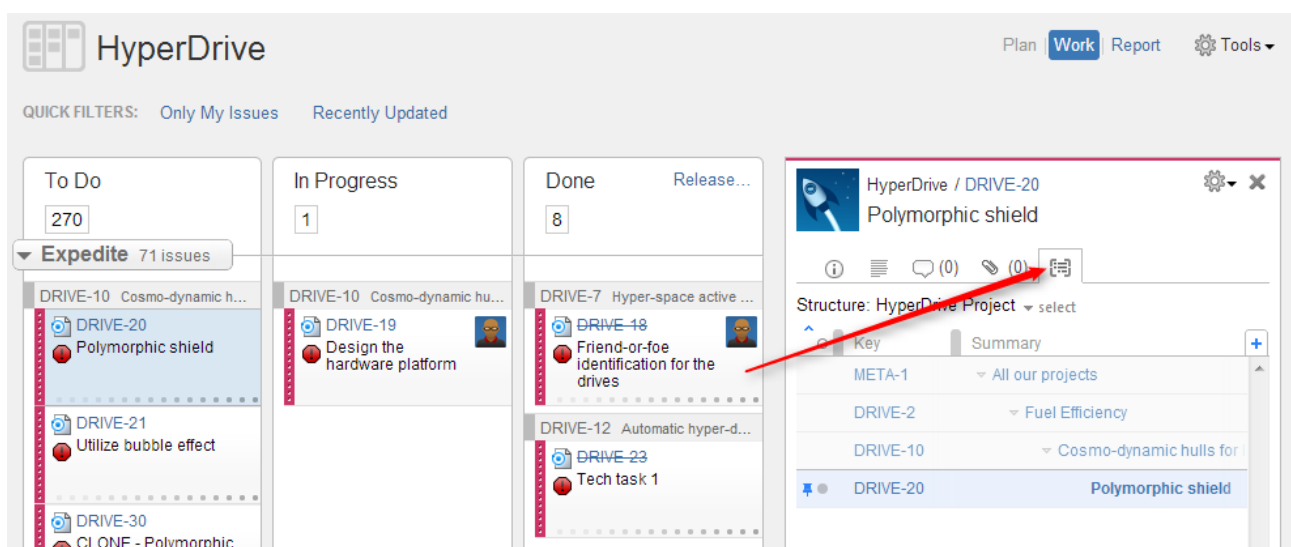 HyperDrive
Plan Work Report Tools
QUICK FILTERS: Only My Issues Recently Updated
To Do
270
In Progress
1
Done Release...
8
Expedite 71 issues
DRIVE-10 Cosmo-dynamic h...
DRIVE-20
Polymorphic shield
DRIVE-21
Utilize bubble effect
DRIVE-30
CLONE - Polymorphic
DRIVE-10 Cosmo-dynamic hu...
DRIVE-19
Design the
hardware platform
DRIVE-7 Hyper-space active ...
DRIVE-18
Friend-or-foe
identification for the
drives
DRIVE-12 Automatic hyper-d...
DRIVE-23
Tech task 1
HyperDrive / DRIVE-20
Polymorphic shield
(0) (0)
Structure: HyperDrive Project select
Key Summary
META-1 All our projects
DRIVE-2 Fuel Efficiency
DRIVE-10 Cosmo-dynamic hulls for
DRIVE-20 Polymorphic shield